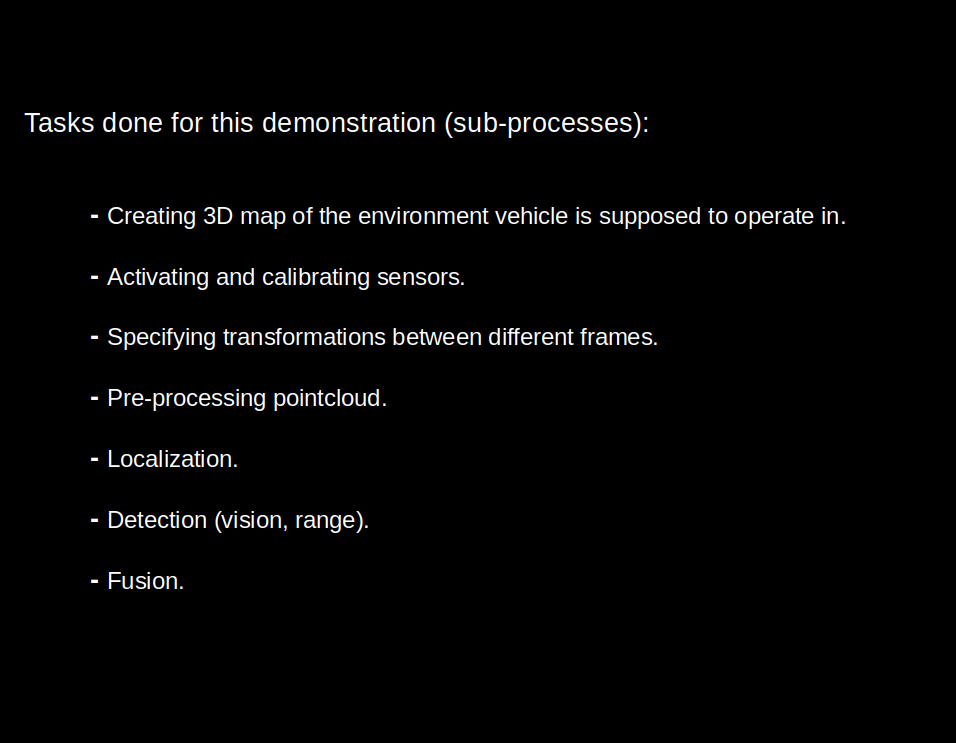 Tasks done for this demonstration (sub-processes):
- Creating 3D map of the environment vehicle is supposed to operate in.
- Activating and calibrating sensors.
- Specifying transformations between different frames.
- Pre-processing pointcloud.
- Localization.
- Detection (vision, range).
- Fusion.